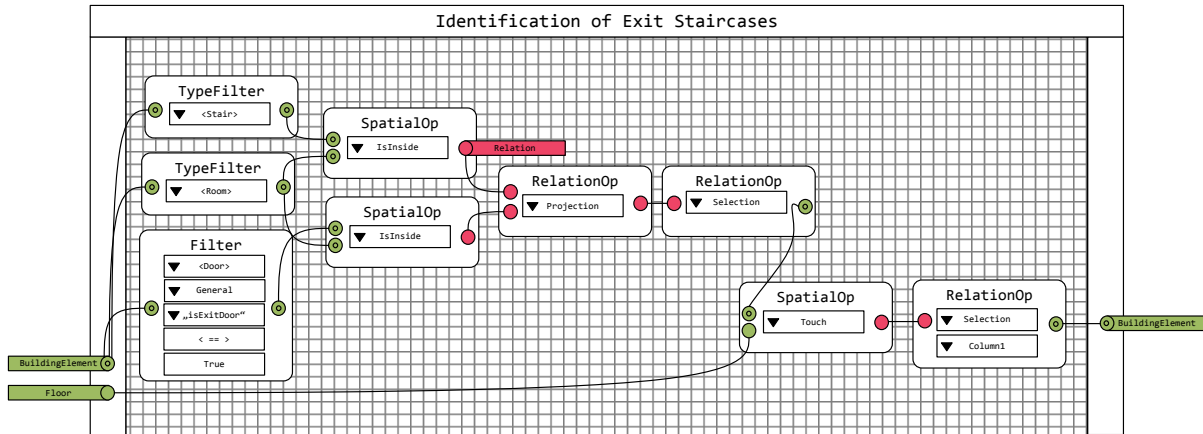 Identification of Exit Staircases
TypeFilter
<Stair>
SpatialOp
IsInside
Relation
TypeFilter
<Room>
RelationOp
Projection
RelationOp
Selection
SpatialOp
IsInside
Filter
<Door>
General
„isExitDoor“
< == >
True
SpatialOp
Touch
RelationOp
Selection
Column1
BuildingElement
BuildingElement
Floor